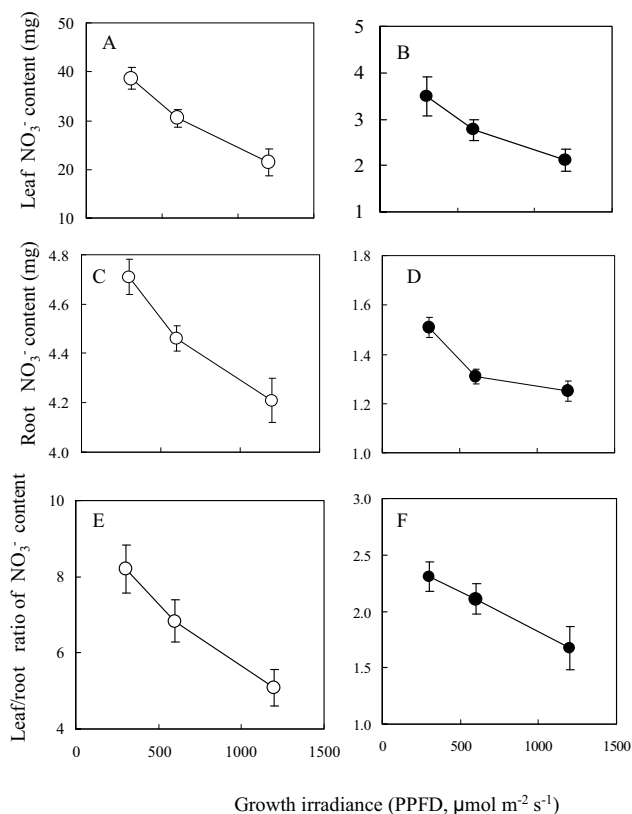 Leaf NO₃⁻ content (mg)
50
40
30
20
10
A
5
4
3
2
1
B
Root NO₃⁻ content (mg)
4.8
4.6
4.4
4.2
4.0
C
1.8
1.6
1.4
1.2
1.0
D
Leaf/root ratio of NO₃⁻ content
10
8
6
4
E
3.0
2.5
2.0
1.5
1.0
F
0 500 1000 1500
0 500 1000 1500
Growth irradiance (PPFD, μmol m⁻² s⁻¹)